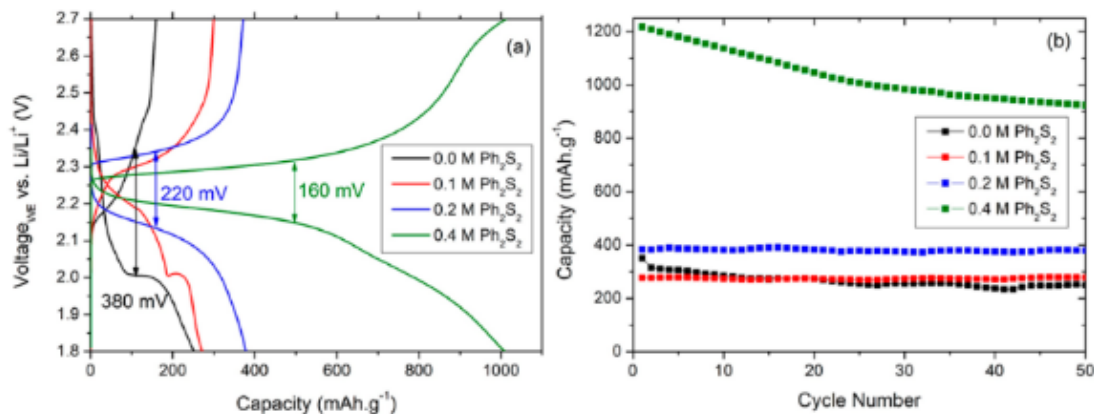 (a)
Voltage_WE vs. Li/Li⁺ (V)
2.7
2.6
2.5
2.4
2.3
2.2
2.1
2.0
1.9
1.8
220 mV
160 mV
380 mV
0.0 M Ph₂S₂
0.1 M Ph₂S₂
0.2 M Ph₂S₂
0.4 M Ph₂S₂
0 200 400 600 800 1000
Capacity (mAh.g⁻¹)
(b)
Capacity (mAh.g⁻¹)
1200
1000
800
600
400
200
0
0.0 M Ph₂S₂
0.1 M Ph₂S₂
0.2 M Ph₂S₂
0.4 M Ph₂S₂
0 10 20 30 40 50
Cycle Number